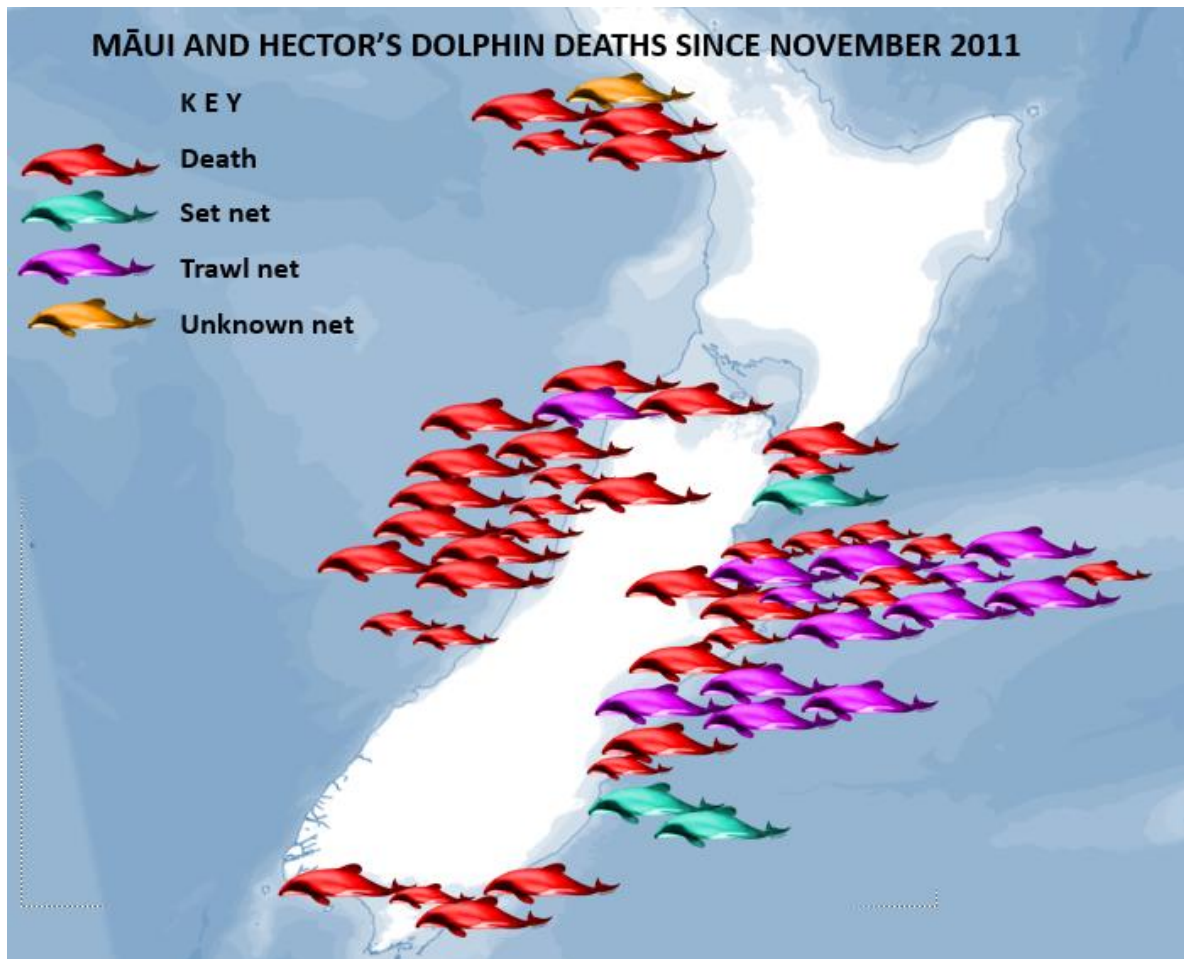 MĀUI AND HECTOR'S DOLPHIN DEATHS SINCE NOVEMBER 2011
K E Y
Death
Set net
Trawl net
Unknown net